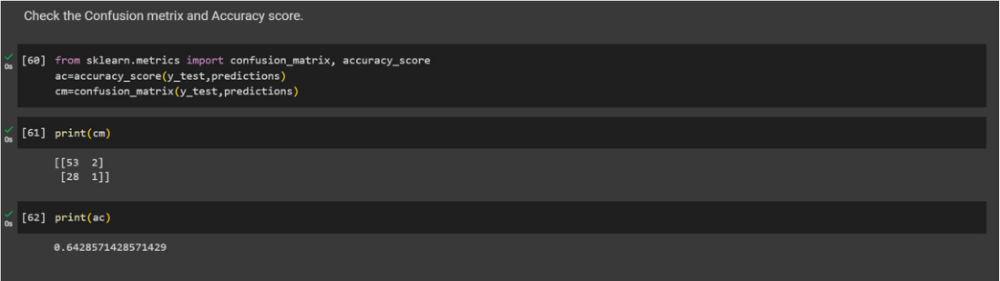 Check the Confusion metrix and Accuracy score.
0s
[60] from sklearn.metrics import confusion_matrix, accuracy_score
ac=accuracy_score(y_test,predictions)
cm=confusion_matrix(y_test,predictions)
0s
[61] print(cm)
[[53  2]
 [28  1]]
0s
[62] print(ac)
0.6428571428571429